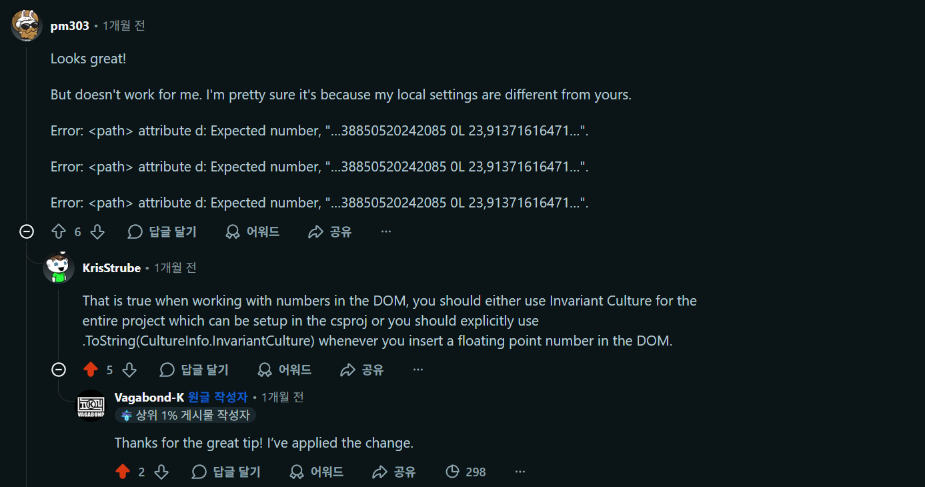 pm303 • 1개월 전
Looks great!
But doesn't work for me. I'm pretty sure it's because my local settings are different from yours.
Error: <path> attribute d: Expected number, "...38850520242085 0L 23,91371616471...".
Error: <path> attribute d: Expected number, "...38850520242085 0L 23,91371616471...".
Error: <path> attribute d: Expected number, "...38850520242085 0L 23,91371616471...".
6 답글 달기 어워드 공유 ...
KrisStrube • 1개월 전
That is true when working with numbers in the DOM, you should either use Invariant Culture for the
entire project which can be setup in the csproj or you should explicitly use
.ToString(CultureInfo.InvariantCulture) whenever you insert a floating point number in the DOM.
5 답글 달기 어워드 공유 ...
Vagabond-K 원글 작성자 • 1개월 전
상위 1% 게시물 작성자
Thanks for the great tip! I've applied the change.
2 답글 달기 어워드 공유 298 ...